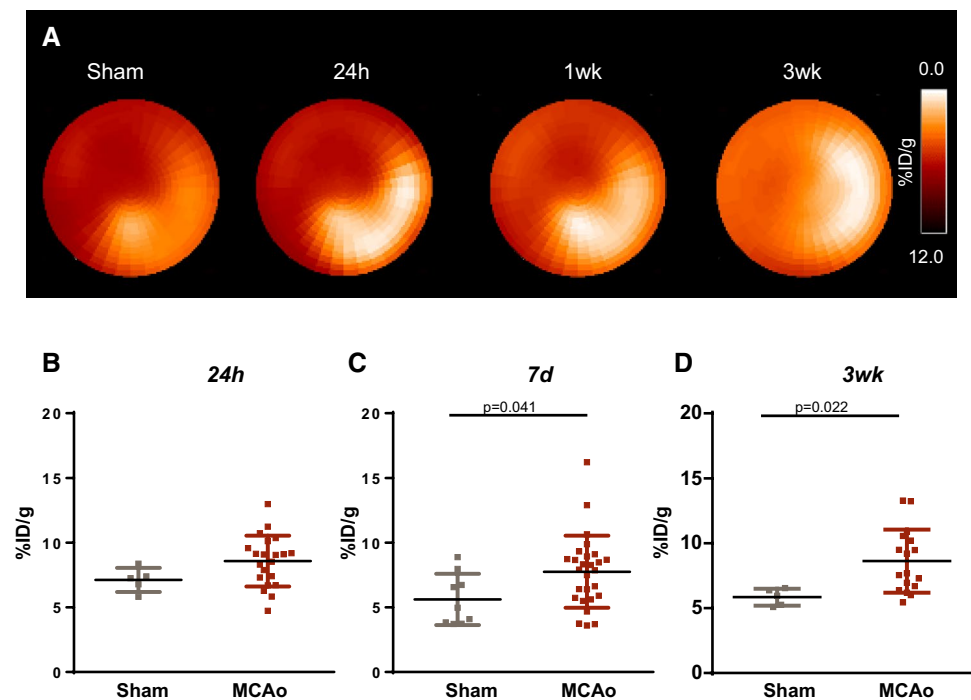 A
Sham 24h 1wk 3wk 0.0
%ID/g
12.0
B 24h
20
15
10
5
0
%ID/g
Sham MCAo
C 7d
p=0.041
20
15
10
5
0
%ID/g
Sham MCAo
D 3wk
p=0.022
20
15
10
5
0
%ID/g
Sham MCAo